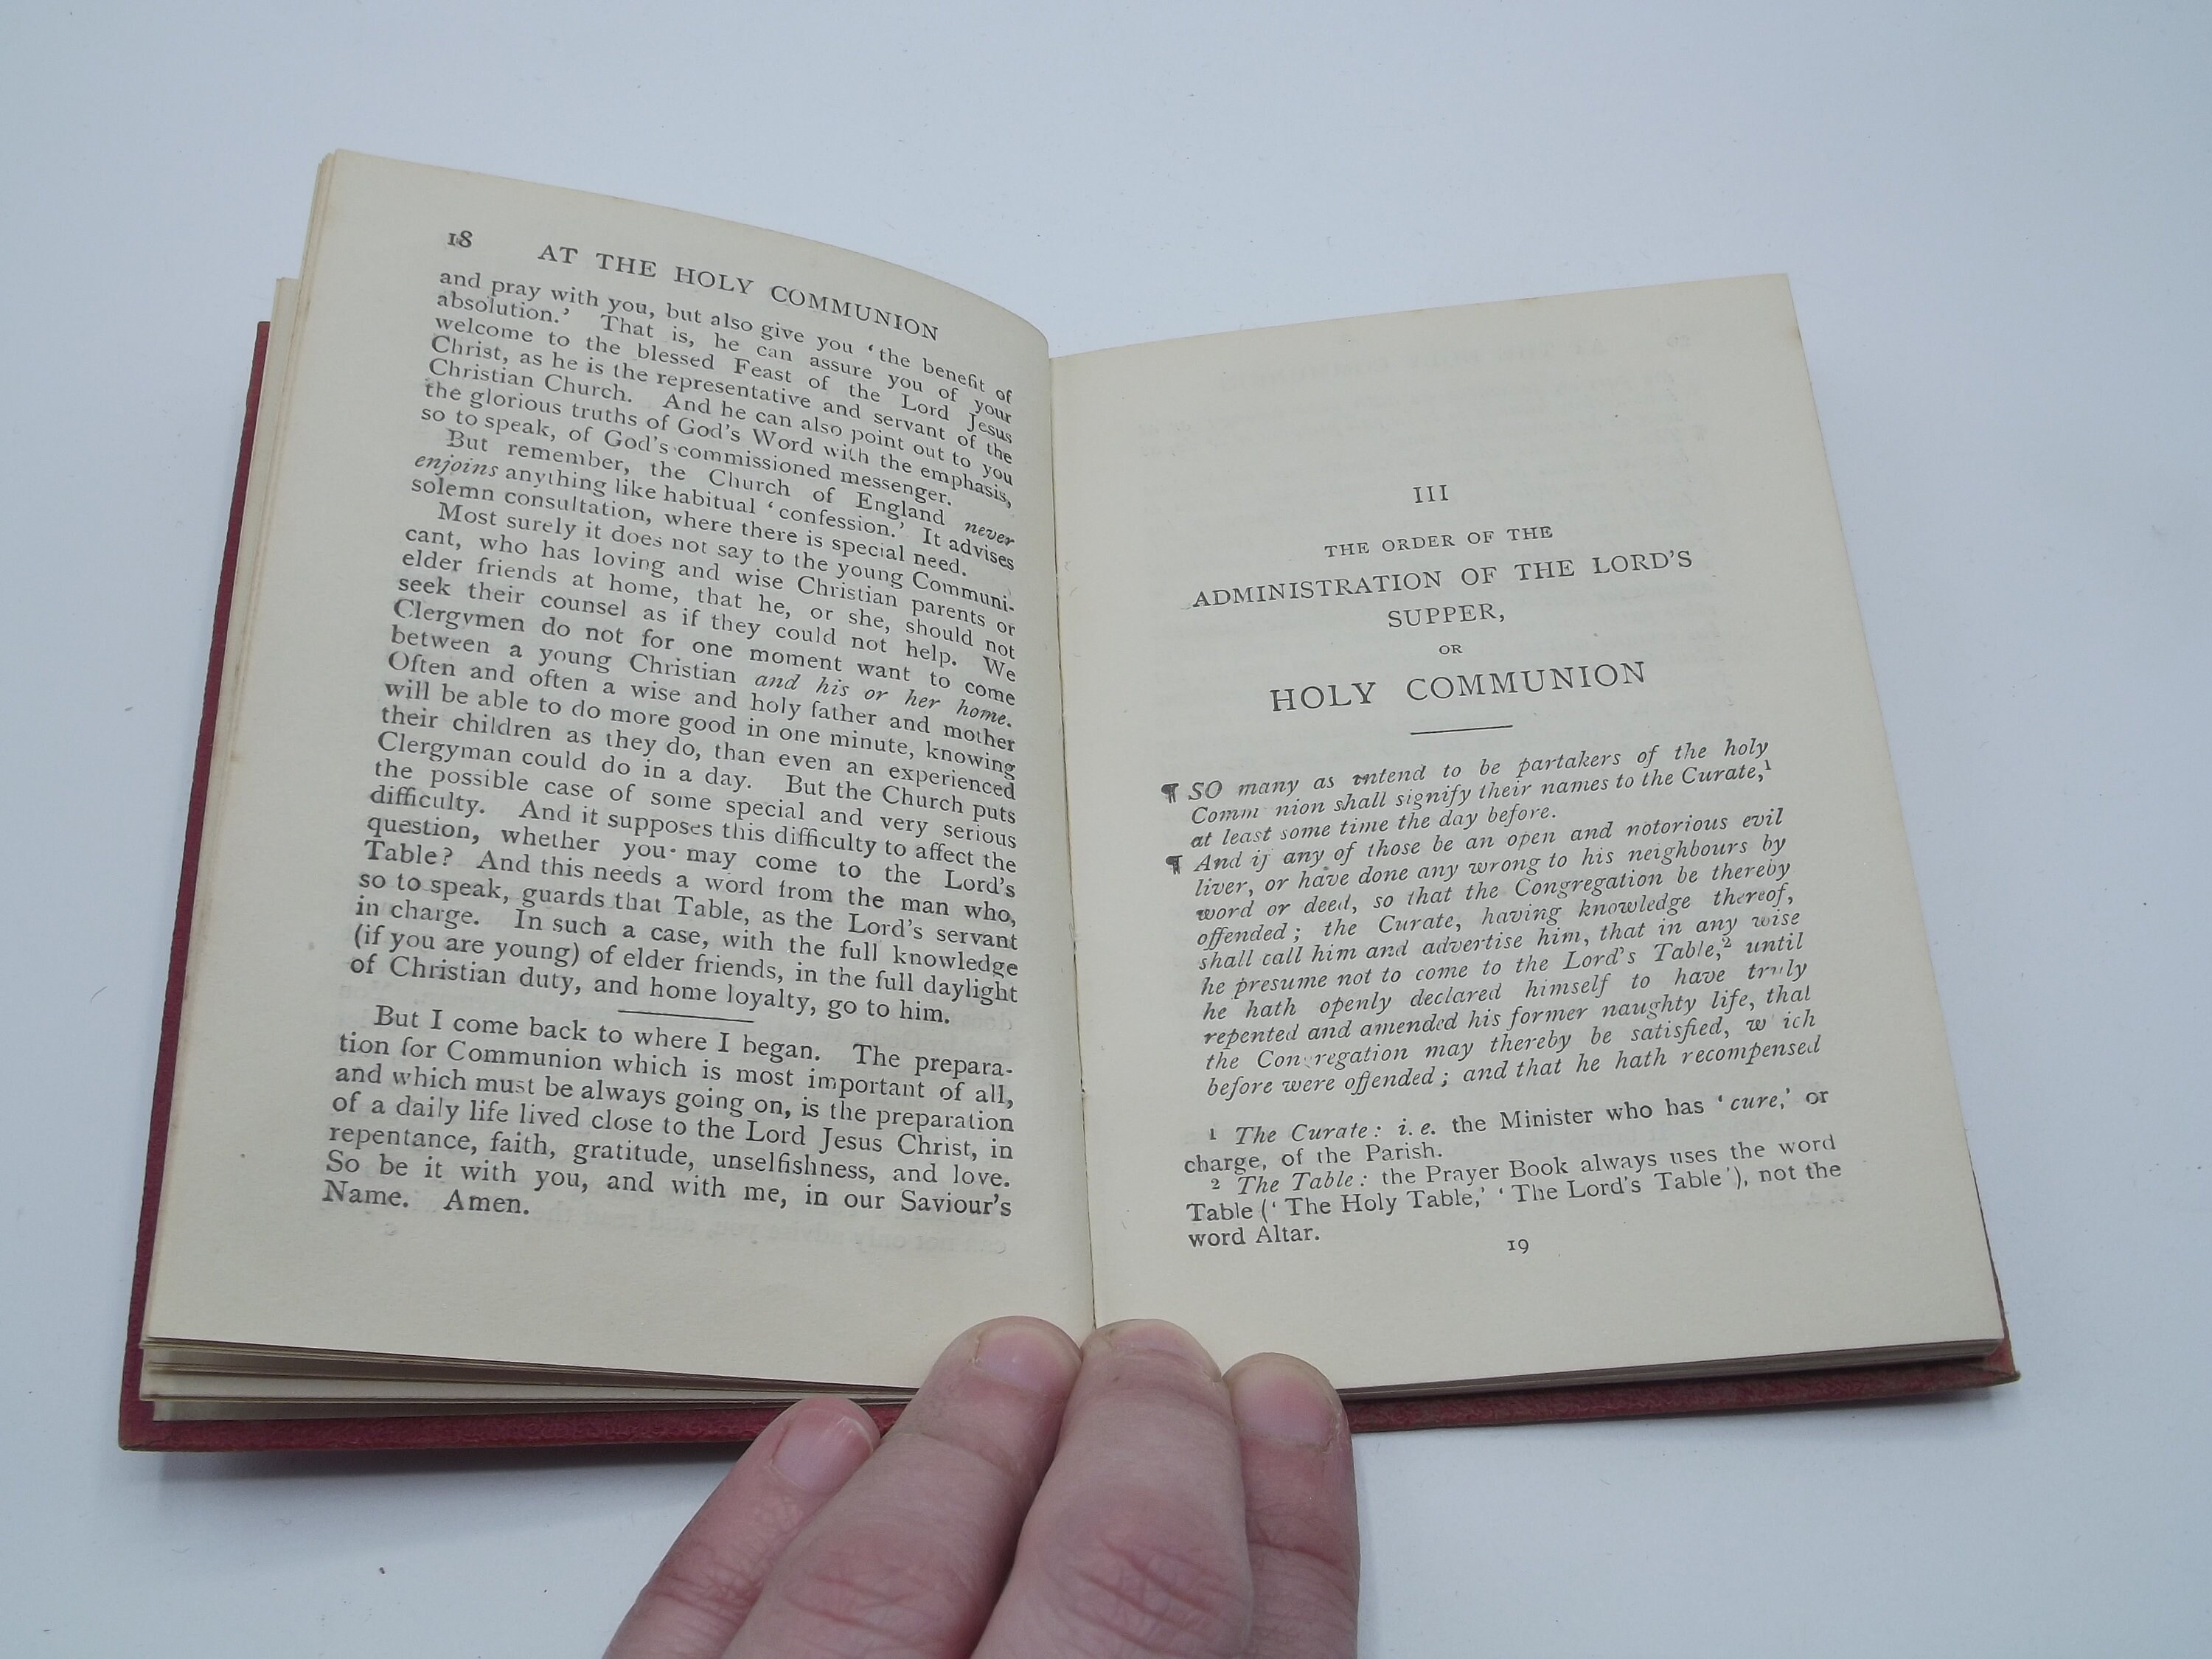 18 AT THE HOLY COMMUNION
and pray with you, but also give you ‘the benefit of
absolution.’ That is, he can assure you of your
welcome to the blessed Feast of the Lord Jesus
Christ, as he is the representative and servant of the
Christian Church. And he can also point out to you
the glorious truths of God's Word with the emphasis,
so to speak, of God's commissioned messenger.
But remember, the Church of England never
enjoins anything like habitual ‘confession.’ It advises
solemn consultation, where there is special need.
Most surely it does not say to the young Communi-
cant, who has loving and wise Christian parents or
elder friends at home, that he, or she, should not
seek their counsel as if they could not help. We
Clergymen do not for one moment want to come
between a young Christian and his or her home.
Often and often a wise and holy father and mother
will be able to do more good in one minute, knowing
their children as they do, than even an experienced
Clergyman could do in a day. But the Church puts
the possible case of some special and very serious
difficulty. And it supposes this difficulty to affect the
question, whether you may come to the Lord's
Table? And this needs a word from the man who,
so to speak, guards that Table, as the Lord's servant
in charge. In such a case, with the full knowledge
(if you are young) of elder friends, in the full daylight
of Christian duty, and home loyalty, go to him.
But I come back to where I began. The prepara-
tion for Communion which is most important of all,
and which must be always going on, is the preparation
of a daily life lived close to the Lord Jesus Christ, in
repentance, faith, gratitude, unselfishness, and love.
So be it with you, and with me, in our Saviour's
Name. Amen.
III
THE ORDER OF THE
ADMINISTRATION OF THE LORD'S
SUPPER,
OR
HOLY COMMUNION
¶ SO many as intend to be partakers of the holy
Comm nion shall signify their names to the Curate,¹
at least some time the day before.
¶ And if any of those be an open and notorious evil
liver, or have done any wrong to his neighbours by
word or deed, so that the Congregation be thereby
offended; the Curate, having knowledge thereof,
shall call him and advertise him, that in any wise
he presume not to come to the Lord's Table,² until
he hath openly declared himself to have truly
repented and amended his former naughty life, that
the Congregation may thereby be satisfied, w ich
before were offended; and that he hath recompensed
¹ The Curate: i.e. the Minister who has ‘cure,’ or
charge, of the Parish.
² The Table: the Prayer Book always uses the word
Table (‘The Holy Table,’ ‘The Lord's Table’), not the
word Altar.
19